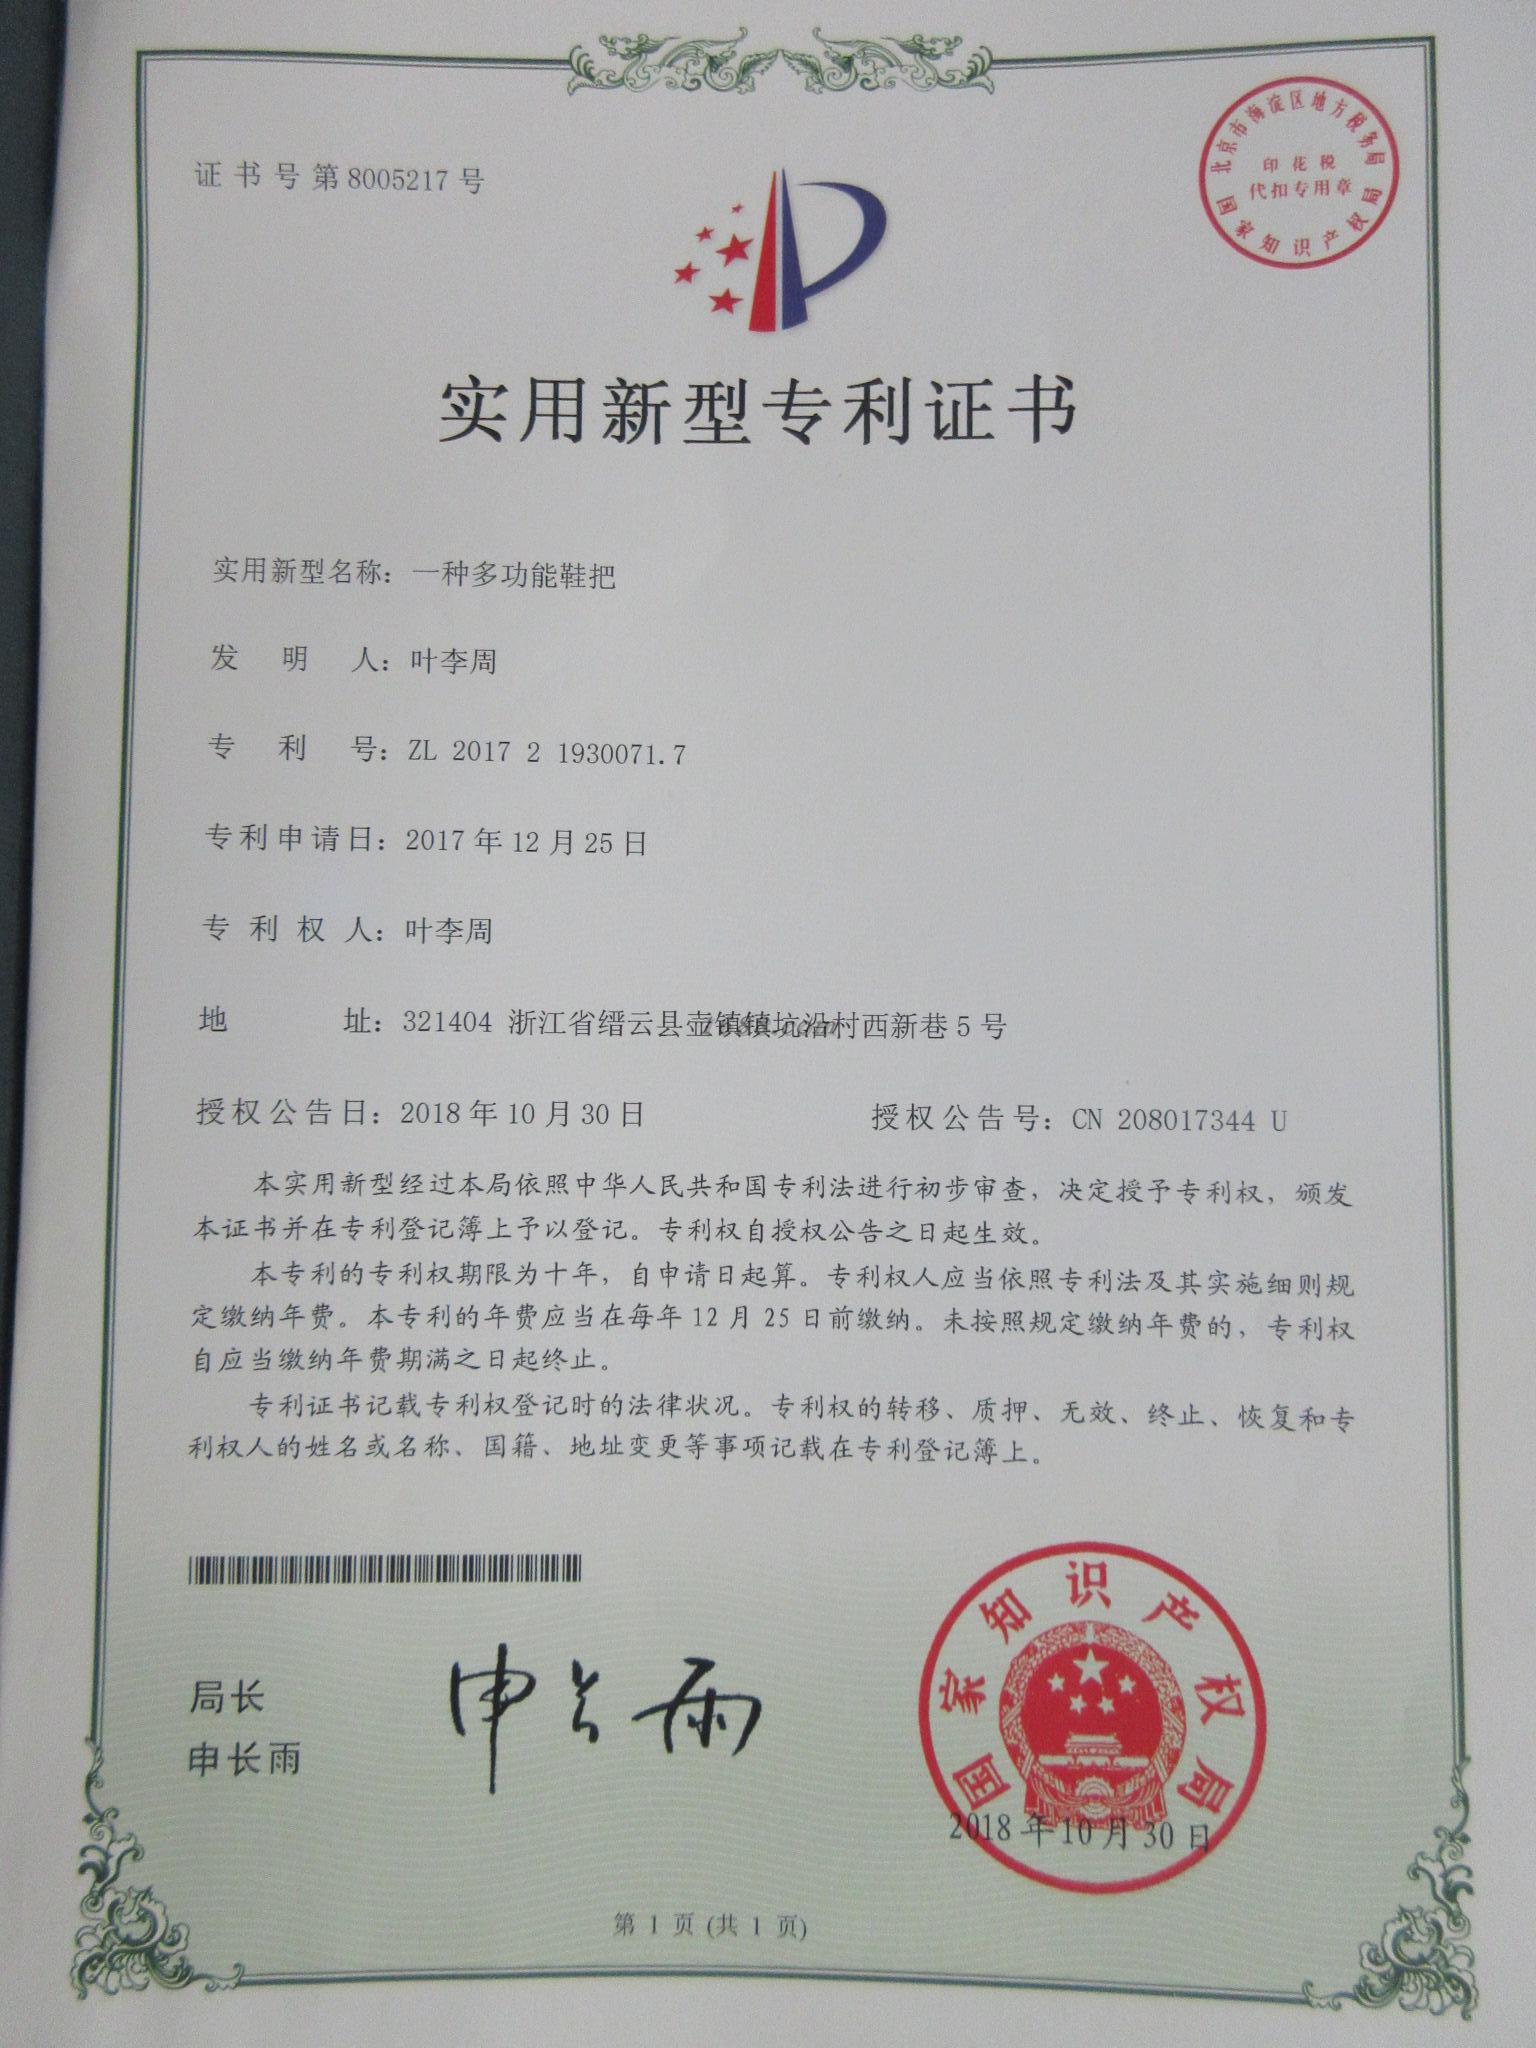 证书号第8005217号
北京市海淀区地方税务局
印花税
代扣专用章
国家知识产权局
实用新型专利证书
实用新型名称：一种多功能鞋把
发明人：叶李周
专利号：ZL 2017 2 1930071.7
专利申请日：2017年12月25日
专利权人：叶李周
地址：321404 浙江省缙云县壶镇镇坑沿村西新巷5号
授权公告日：2018年10月30日 授权公告号：CN 208017344 U
本实用新型经过本局依照中华人民共和国专利法进行初步审查，决定授予专利权，颁发
本证书并在专利登记簿上予以登记。专利权自授权公告之日起生效。
本专利的专利权期限为十年，自申请日起算。专利权人应当依照专利法及其实施细则规
定缴纳年费。本专利的年费应当在每年12月25日前缴纳。未按照规定缴纳年费的，专利权
自应当缴纳年费期满之日起终止。
专利证书记载专利权登记时的法律状况。专利权的转移、质押、无效、终止、恢复和专
利权人的姓名或名称、国籍、地址变更等事项记载在专利登记簿上。
局长
申长雨
申长雨
国家知识产权局
2018年10月30日
第1页(共1页)